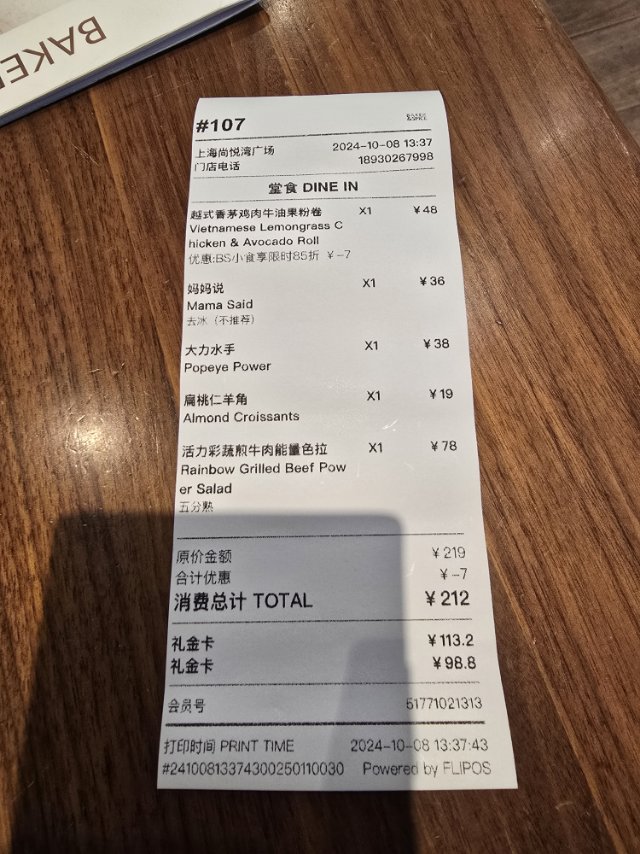 BAKE
#107
上海尚悦湾广场 2024-10-08 13:37
门店电话 18930267998
堂食 DINE IN
越式香茅鸡肉牛油果粉卷 X1 ¥48
Vietnamese Lemongrass C
hicken & Avocado Roll
优惠:BS小食享限时85折 ¥-7
妈妈说 X1 ¥36
Mama Said
去冰（不推荐）
大力水手 X1 ¥38
Popeye Power
扁桃仁羊角 X1 ¥19
Almond Croissants
活力彩蔬煎牛肉能量色拉 X1 ¥78
Rainbow Grilled Beef Pow
er Salad
五分熟
原价金额 ¥219
合计优惠 ¥-7
消费总计 TOTAL ¥212
礼金卡 ¥113.2
礼金卡 ¥98.8
会员号 51771021313
打印时间 PRINT TIME 2024-10-08 13:37:43
#24100813374300250110030 Powered by FLIPOS